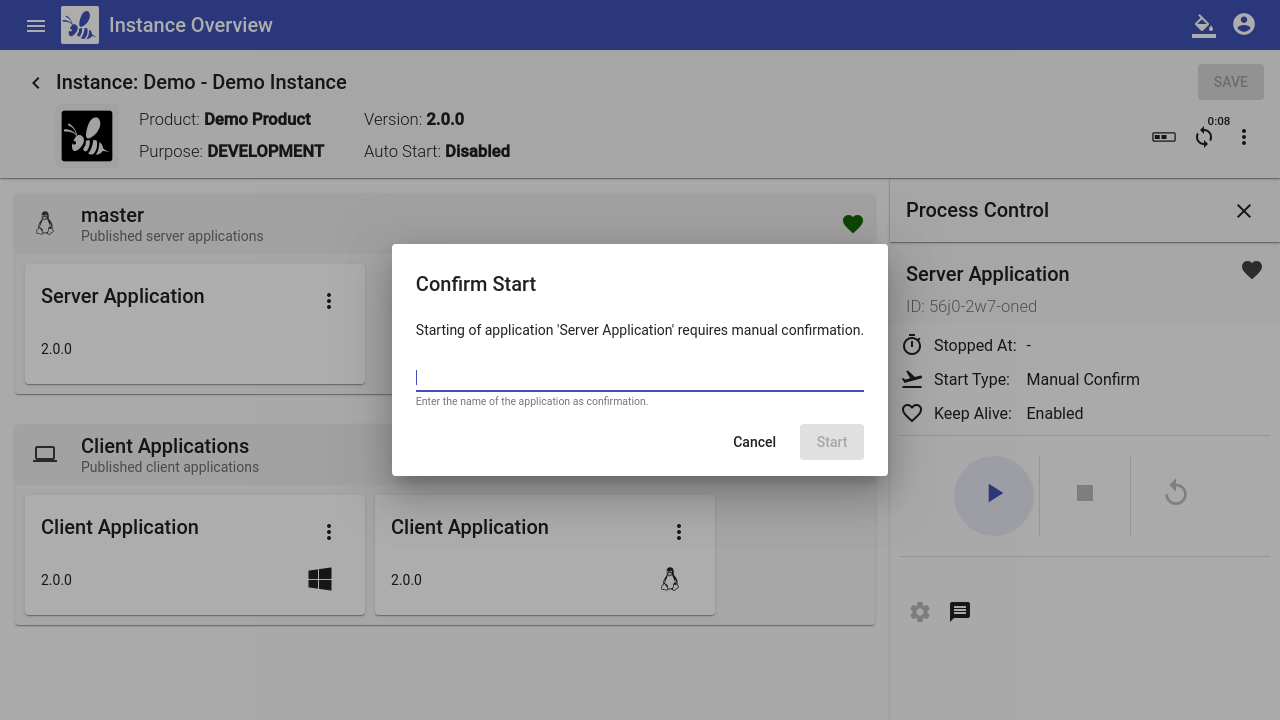 Instance Overview
Instance: Demo - Demo Instance
SAVE
Product: Demo Product
Version: 2.0.0
Purpose: DEVELOPMENT
Auto Start: Disabled
0:08
master
Published server applications
Server Application
2.0.0
Client Applications
Published client applications
Client Application
2.0.0
Client Application
2.0.0
Confirm Start
Starting of application 'Server Application' requires manual confirmation.
Enter the name of the application as confirmation.
Cancel
Start
Process Control
Server Application
ID: 56j0-2w7-oned
Stopped At: -
Start Type: Manual Confirm
Keep Alive: Enabled